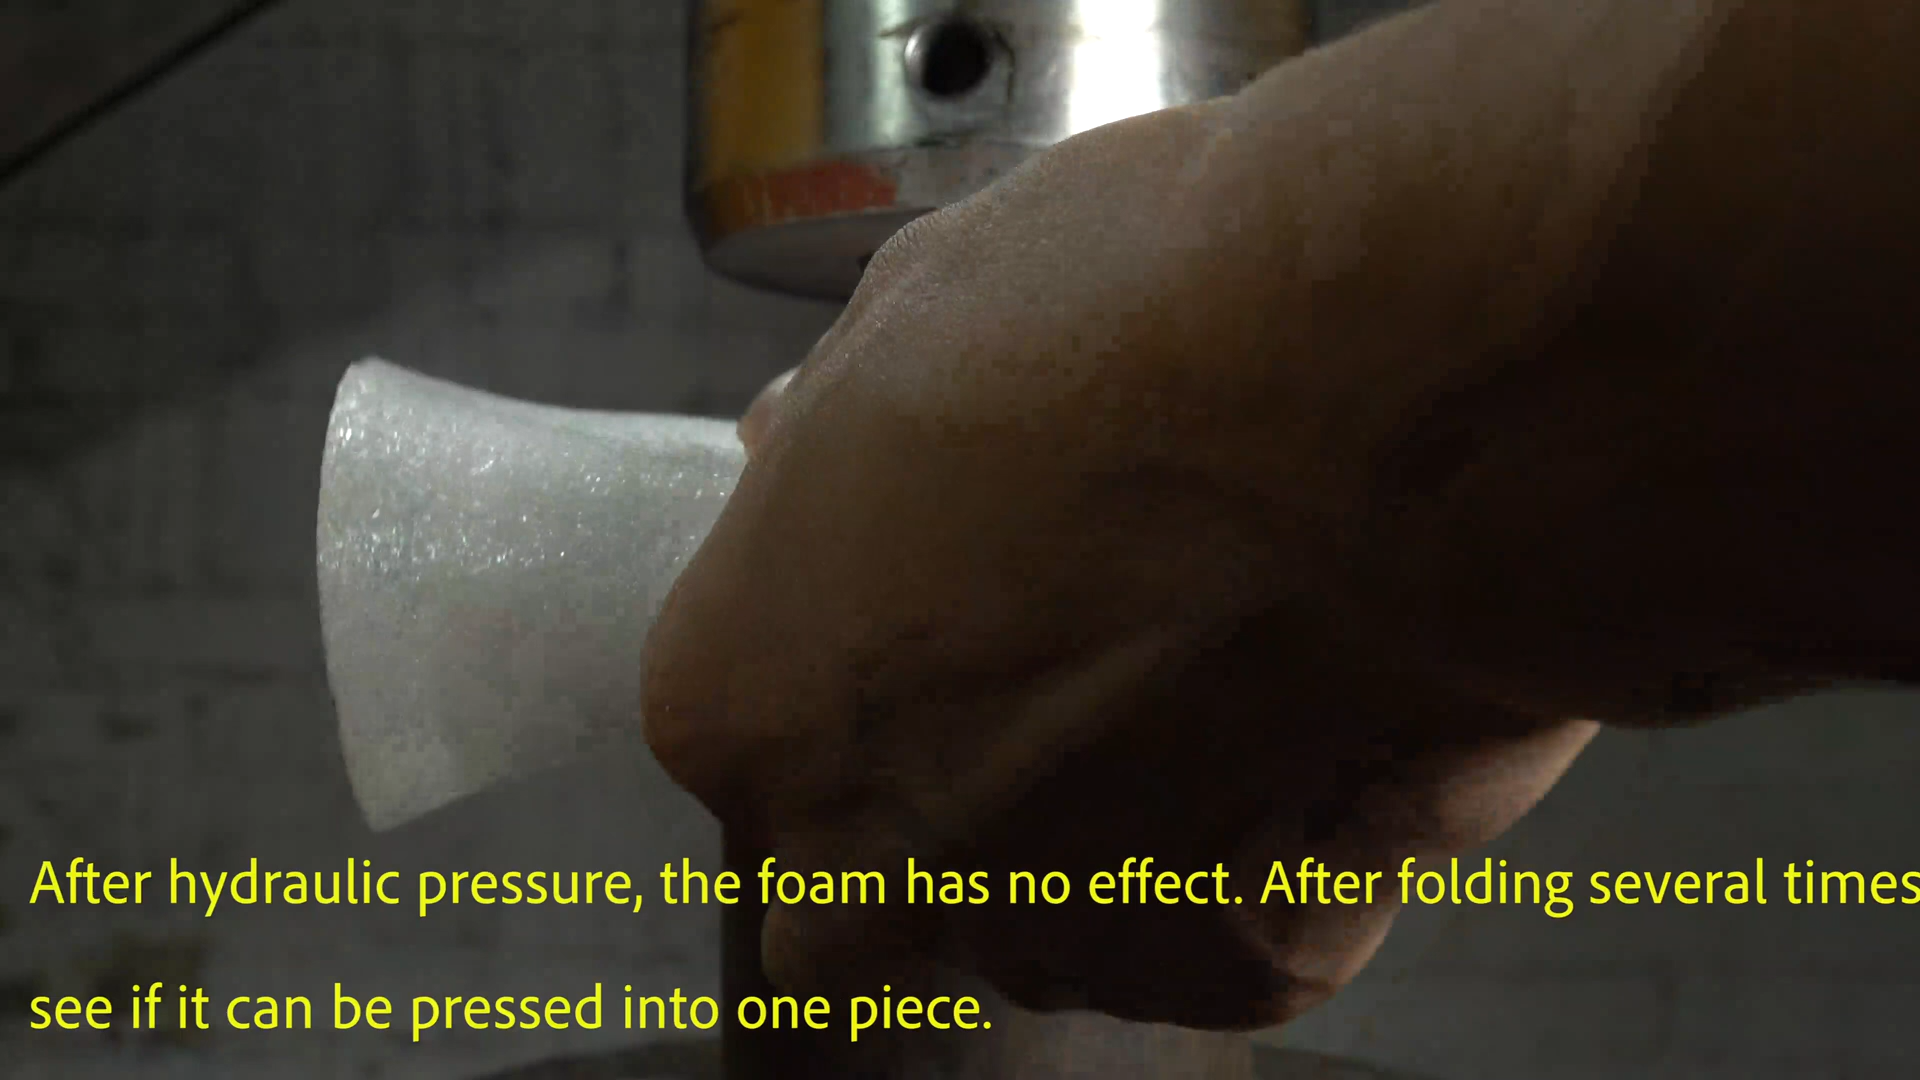 After hydraulic pressure, the foam has no effect. After folding several times
see if it can be pressed into one piece.